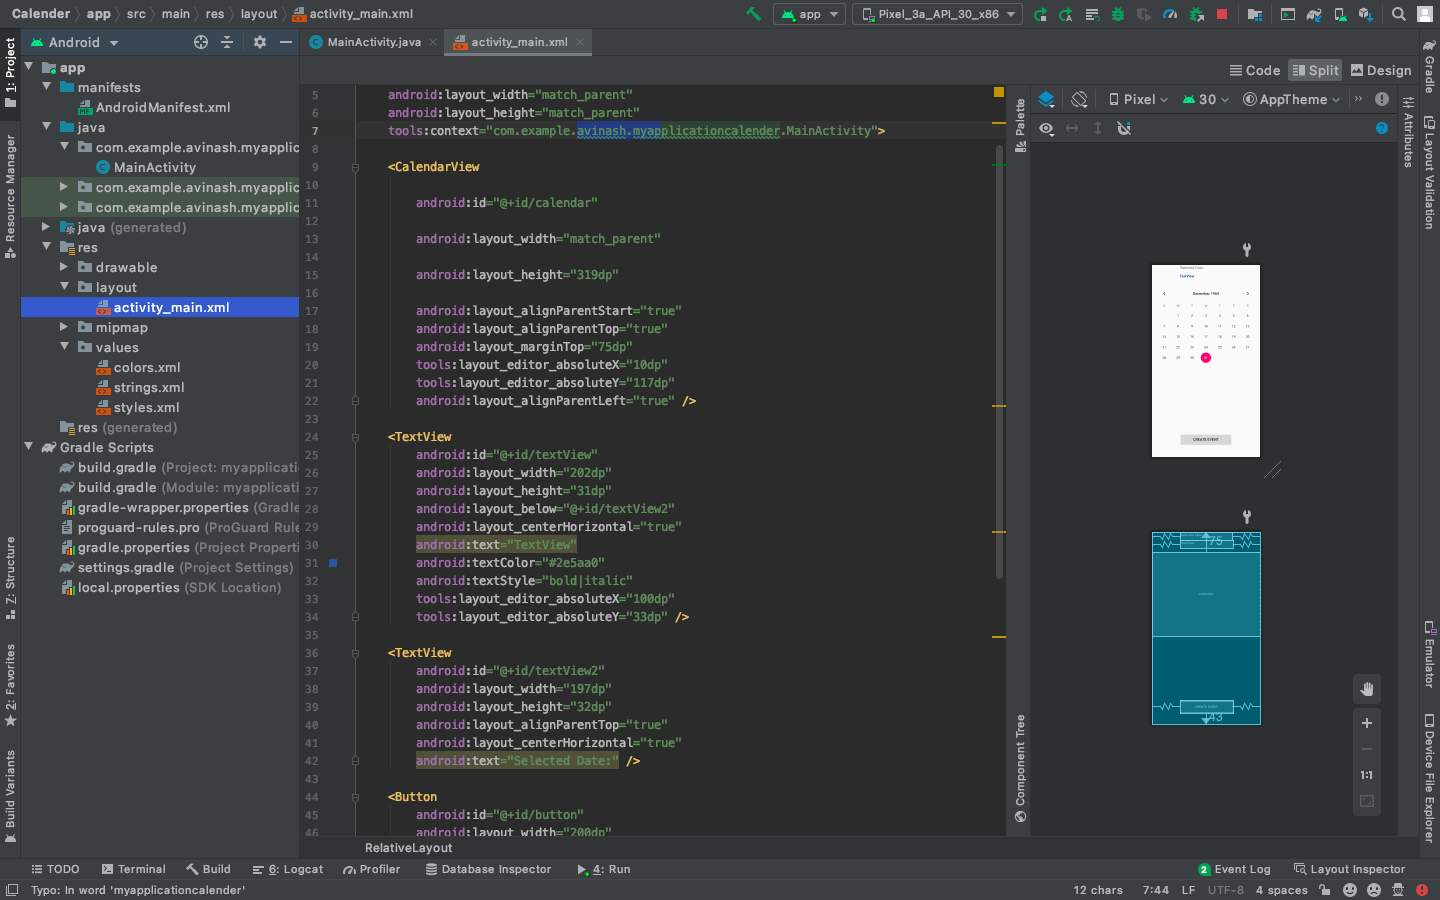 Calender app src main res layout activity_main.xml
app Pixel_3a_API_30_x86
1: Project
Resource Manager
Z: Structure
2: Favorites
Build Variants
Android
app
manifests
AndroidManifest.xml
java
com.example.avinash.myapplic
MainActivity
com.example.avinash.myapplic
com.example.avinash.myapplic
java (generated)
res
drawable
layout
activity_main.xml
mipmap
values
colors.xml
strings.xml
styles.xml
res (generated)
Gradle Scripts
build.gradle (Project: myapplicati
build.gradle (Module: myapplicati
gradle-wrapper.properties (Gradle
proguard-rules.pro (ProGuard Rule
gradle.properties (Project Propert
settings.gradle (Project Settings)
local.properties (SDK Location)
MainActivity.java activity_main.xml
Code Split Design
5 android:layout_width="match_parent"
6 android:layout_height="match_parent"
7 tools:context="com.example.avinash.myapplicationcalender.MainActivity">
8
9 <CalendarView
10
11 android:id="@+id/calendar"
12
13 android:layout_width="match_parent"
14
15 android:layout_height="319dp"
16
17 android:layout_alignParentStart="true"
18 android:layout_alignParentTop="true"
19 android:layout_marginTop="75dp"
20 tools:layout_editor_absoluteX="10dp"
21 tools:layout_editor_absoluteY="117dp"
22 android:layout_alignParentLeft="true" />
23
24 <TextView
25 android:id="@+id/textView"
26 android:layout_width="202dp"
27 android:layout_height="31dp"
28 android:layout_below="@+id/textView2"
29 android:layout_centerHorizontal="true"
30 android:text="TextView"
31 android:textColor="#2e5aa0"
32 android:textStyle="bold|italic"
33 tools:layout_editor_absoluteX="100dp"
34 tools:layout_editor_absoluteY="33dp" />
35
36 <TextView
37 android:id="@+id/textView2"
38 android:layout_width="197dp"
39 android:layout_height="32dp"
40 android:layout_alignParentTop="true"
41 android:layout_centerHorizontal="true"
42 android:text="Selected Date:" />
43
44 <Button
45 android:id="@+id/button"
46 android:layout_width="200dp"
RelativeLayout
Palette
Component Tree
Pixel 30 AppTheme
Selected Date:
TextView
December 1969
CREATE EVENT
75
CREATE EVENT
43
1:1
Attributes
Gradle
Layout Validation
Emulator
Device File Explorer
TODO Terminal Build 6: Logcat Profiler Database Inspector 4: Run 2 Event Log Layout Inspector
Typo: In word 'myapplicationcalender' 12 chars 7:44 LF UTF-8 4 spaces